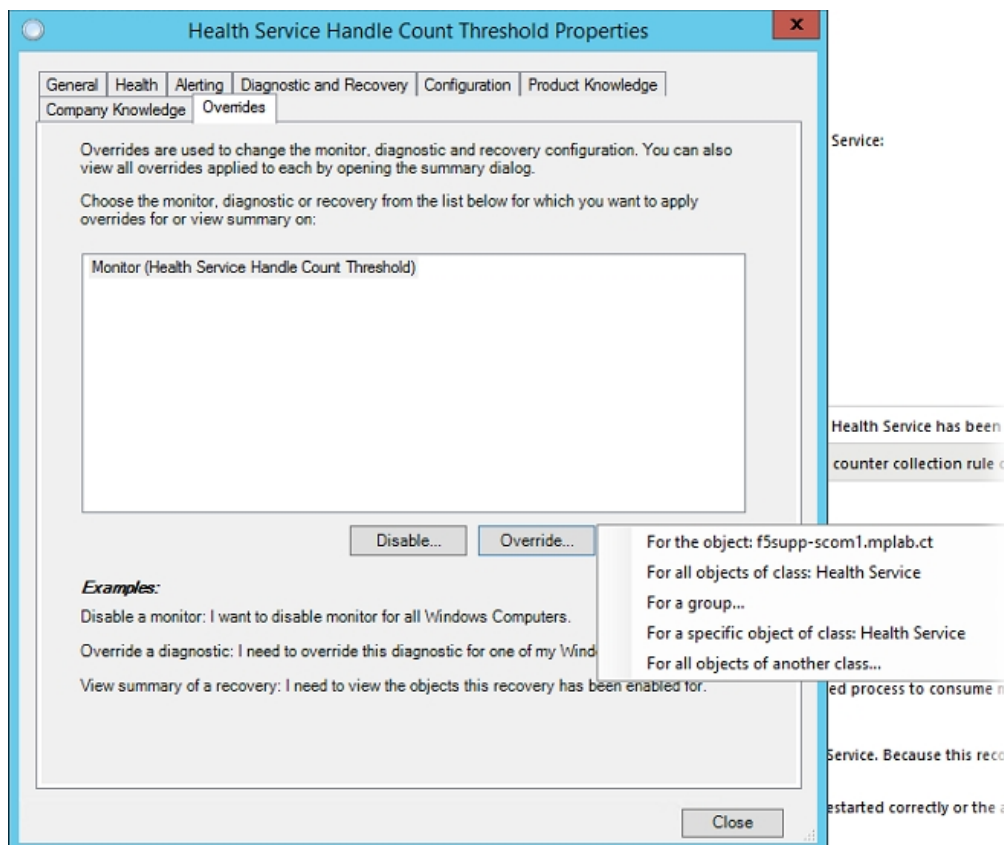 Health Service Handle Count Threshold Properties
x
General Health Alerting Diagnostic and Recovery Configuration Product Knowledge
Company Knowledge Overrides
Overrides are used to change the monitor, diagnostic and recovery configuration. You can also
view all overrides applied to each by opening the summary dialog.
Choose the monitor, diagnostic or recovery from the list below for which you want to apply
overrides for or view summary on:
Monitor (Health Service Handle Count Threshold)
Disable... Override...
For the object: f5supp-scom1.mplab.ct
For all objects of class: Health Service
For a group...
For a specific object of class: Health Service
For all objects of another class...
Examples:
Disable a monitor: I want to disable monitor for all Windows Computers.
Override a diagnostic: I need to override this diagnostic for one of my
View summary of a recovery: I need to view the objects this recovery has been enabled for.
Close
Service:
Health Service has been
counter collection rule
process to consume
Service. Because this
correctly or the